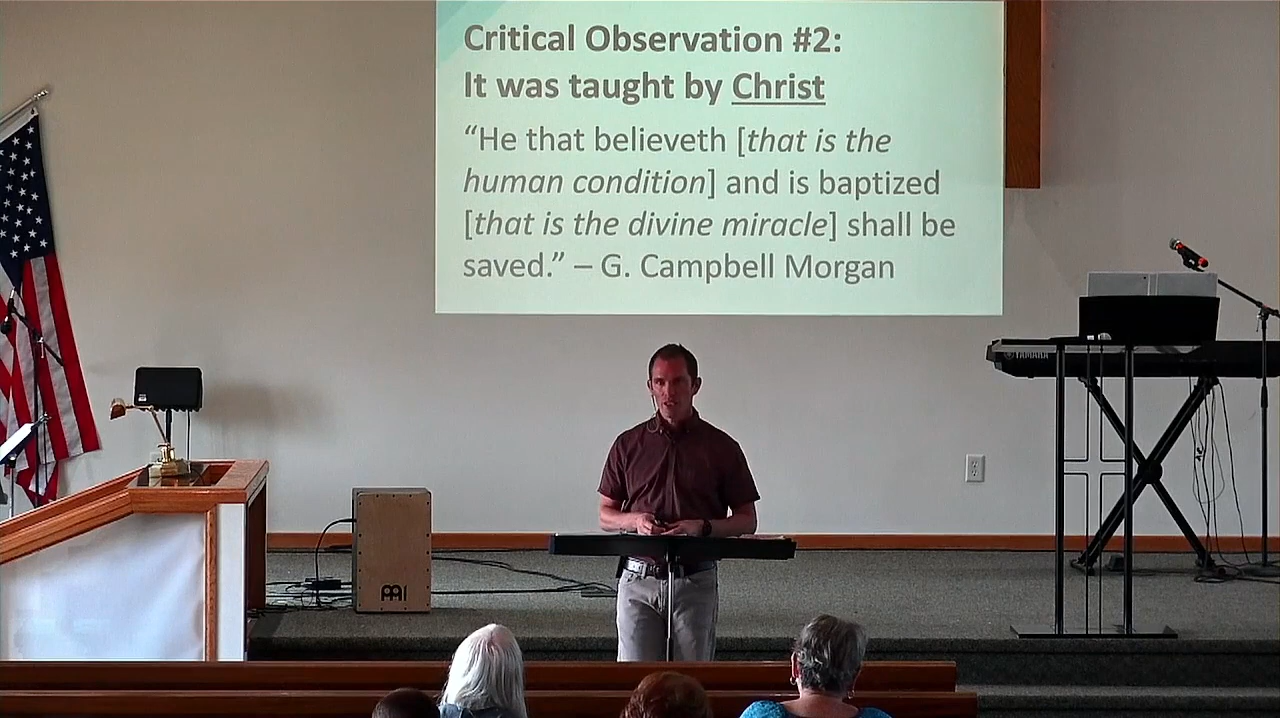 Critical Observation #2:
It was taught by Christ
“He that believeth [that is the
human condition] and is baptized
[that is the divine miracle] shall be
saved.” – G. Campbell Morgan
YAMAHA